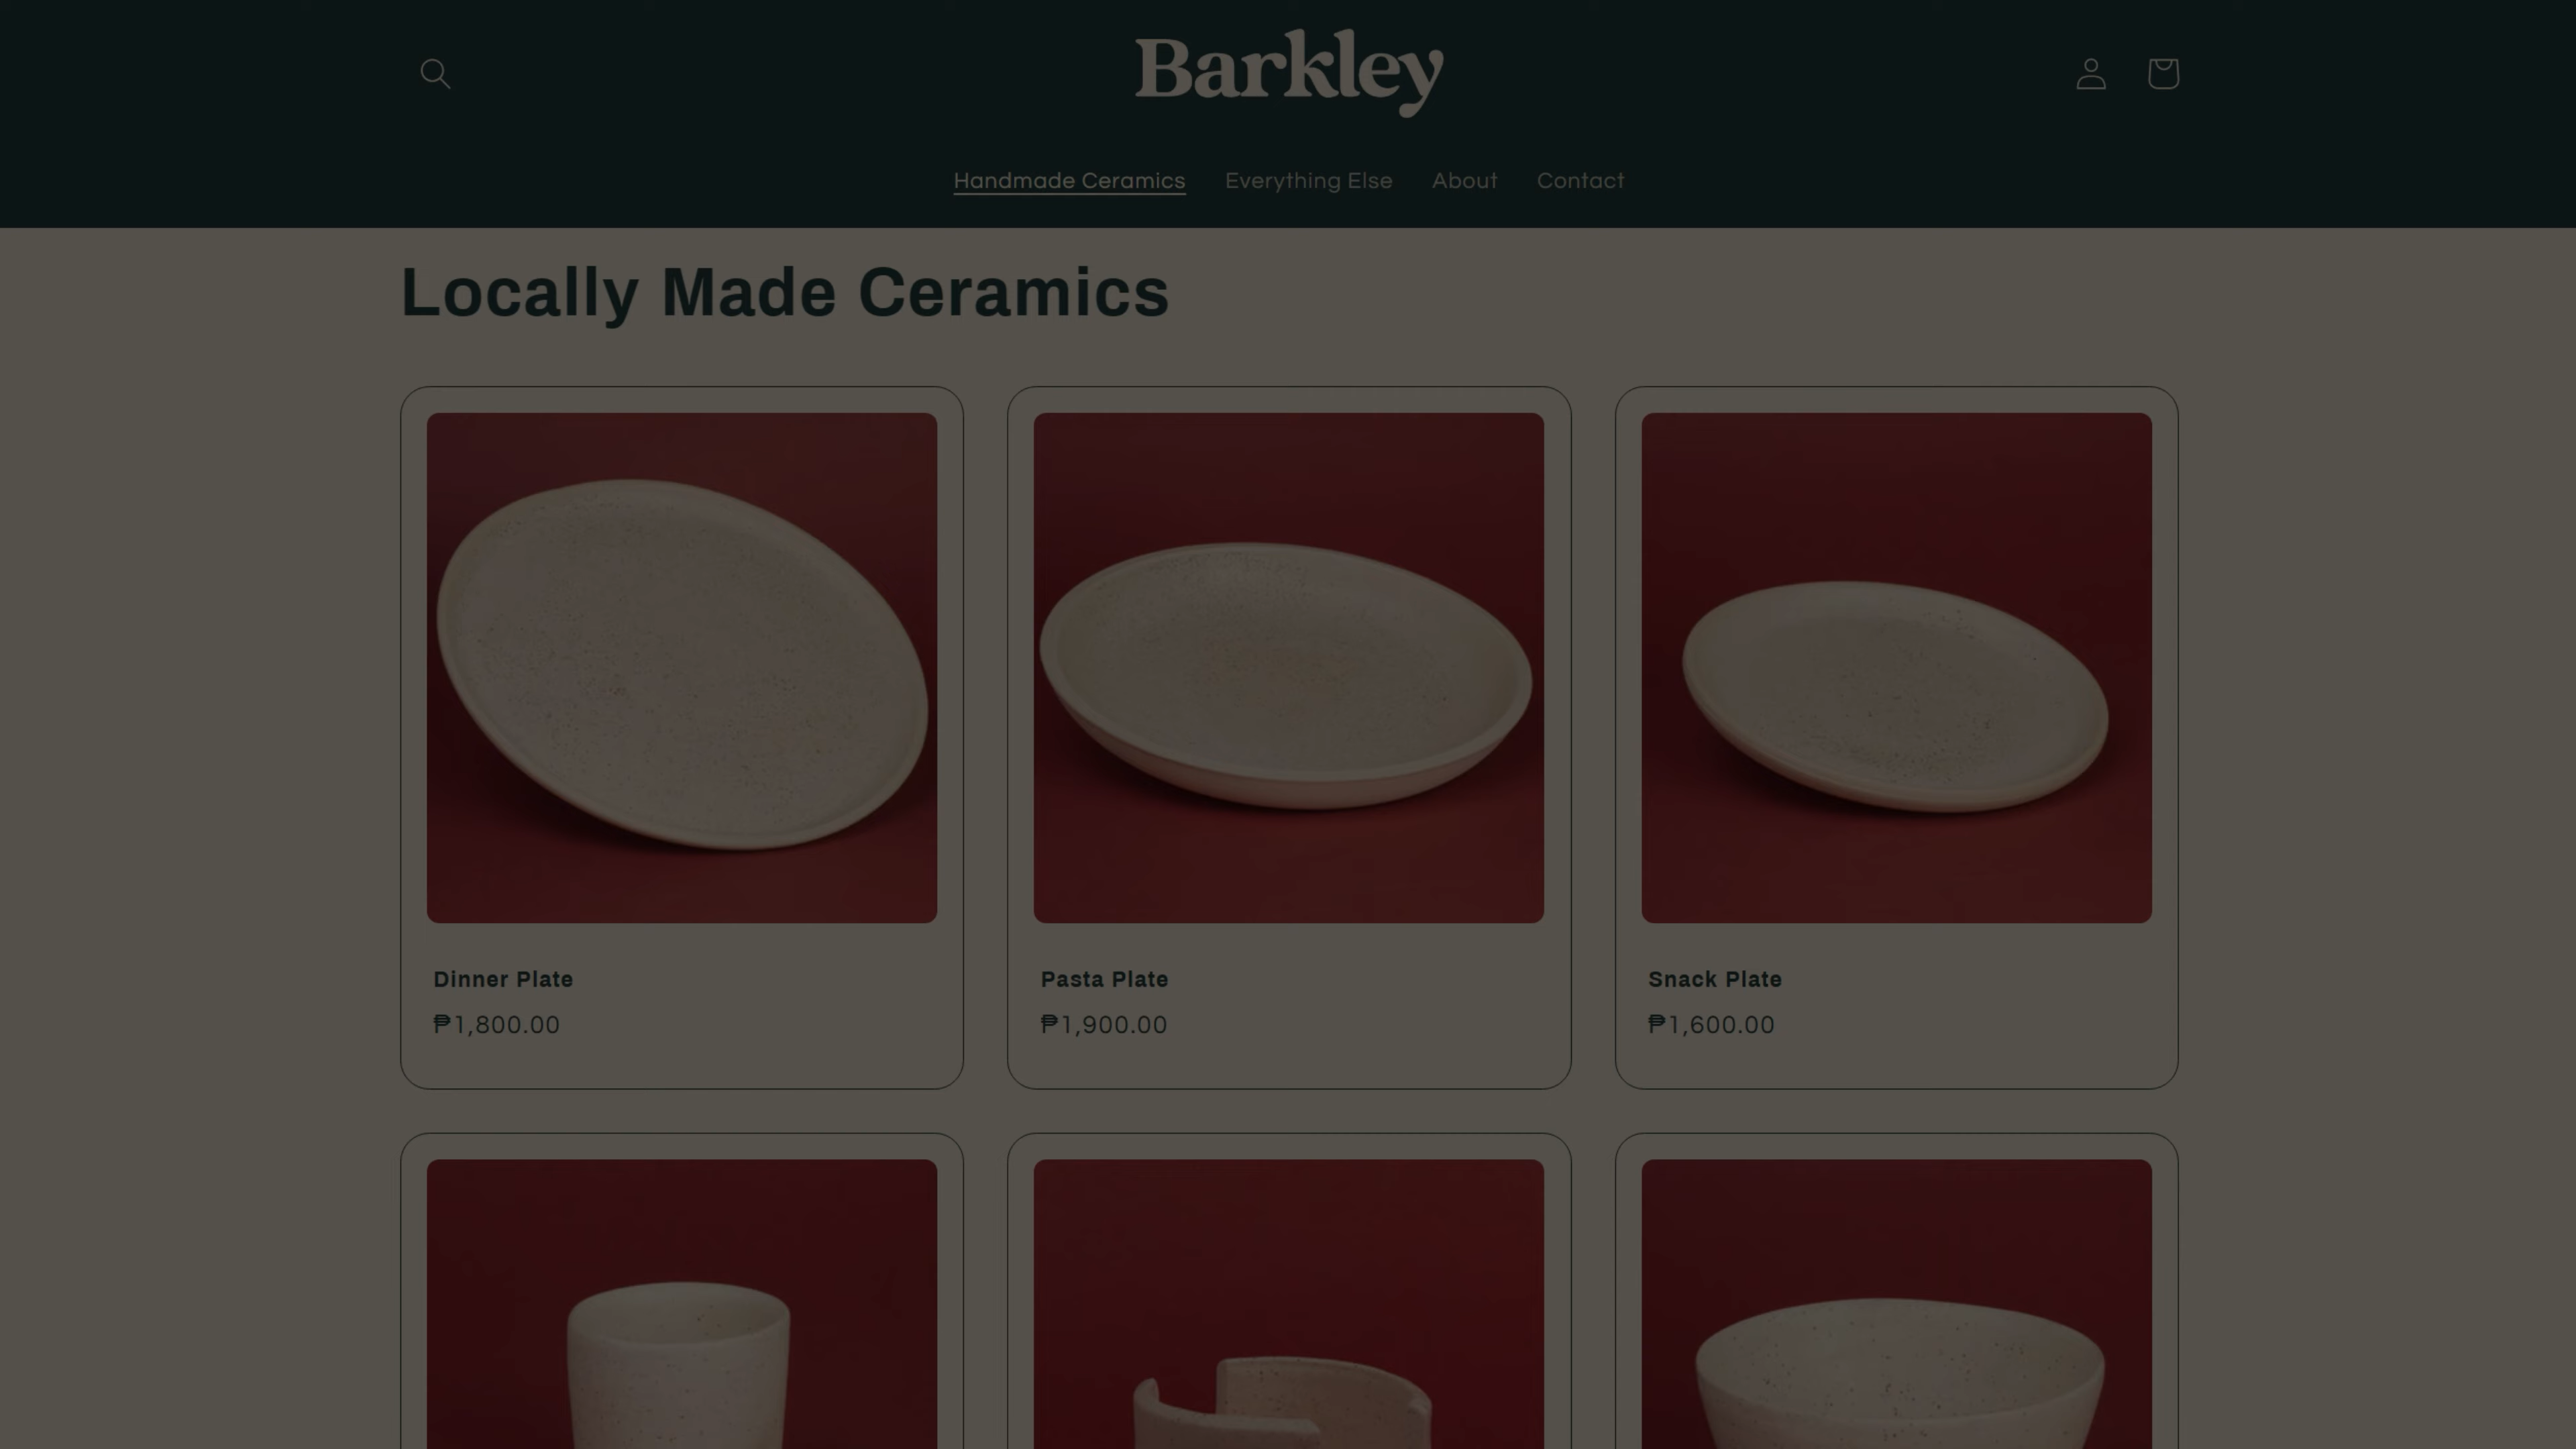 Barkley
Handmade Ceramics Everything Else About Contact
Locally Made Ceramics
Dinner Plate
₱1,800.00
Pasta Plate
₱1,900.00
Snack Plate
₱1,600.00